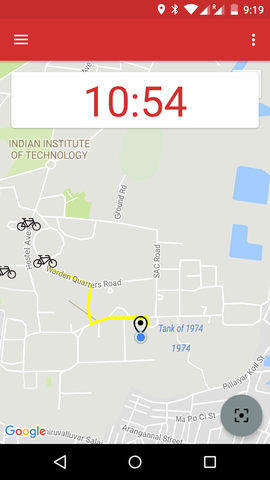 9:19
10:54
INDIAN INSTITUTE
OF TECHNOLOGY
Ground Rd
Hostel Ave
SAC Road
Warden Quarters Road
Tank of 1974
1974
Pillaiyar Koil St
Ma Po Ci St
Arangannal Street
Google
hiruvalluvar Salai